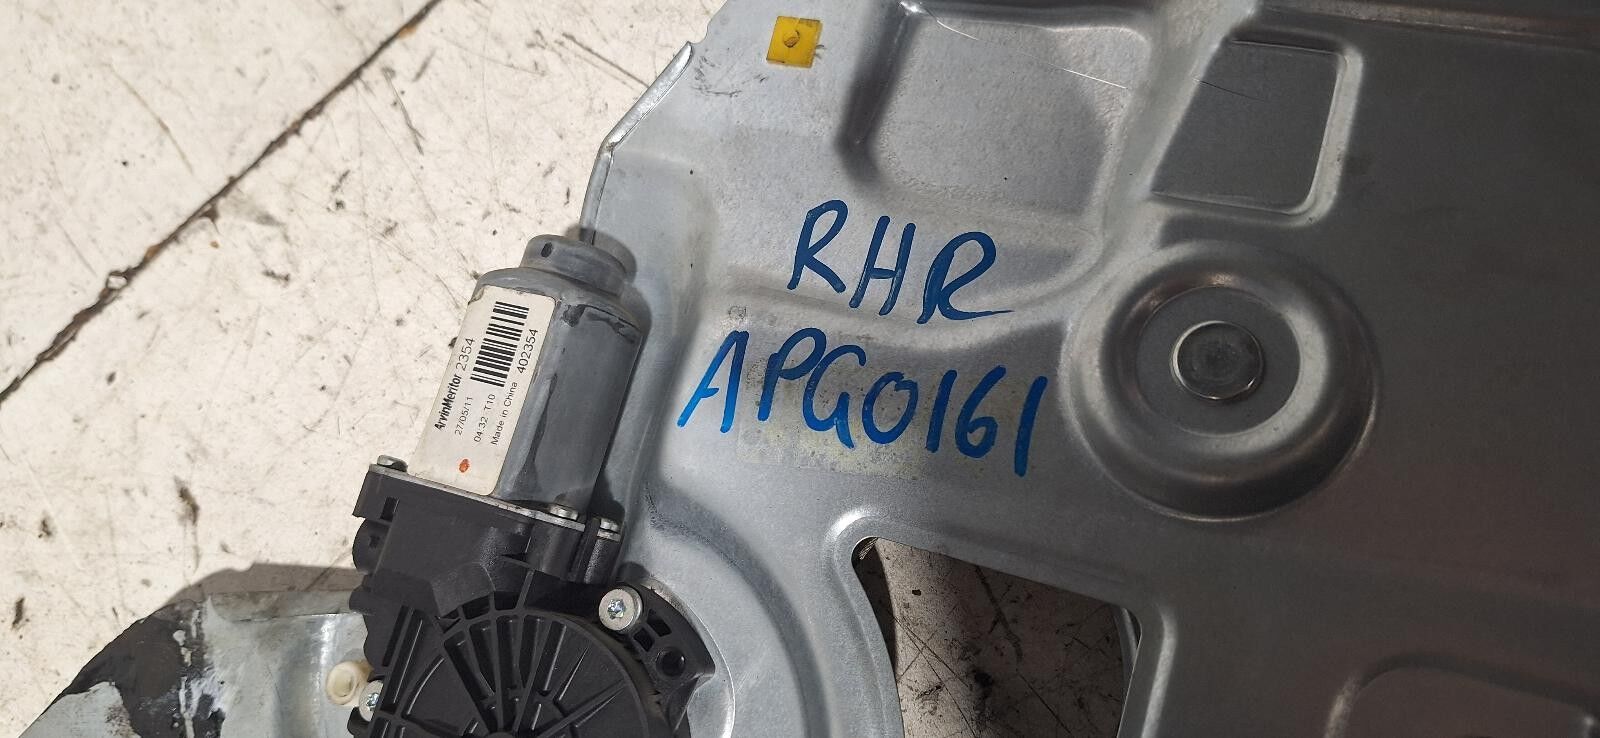 RHR
APG0161
ArvinMeritor 2354
27/05/11
04:32 T10
Made in China 402354